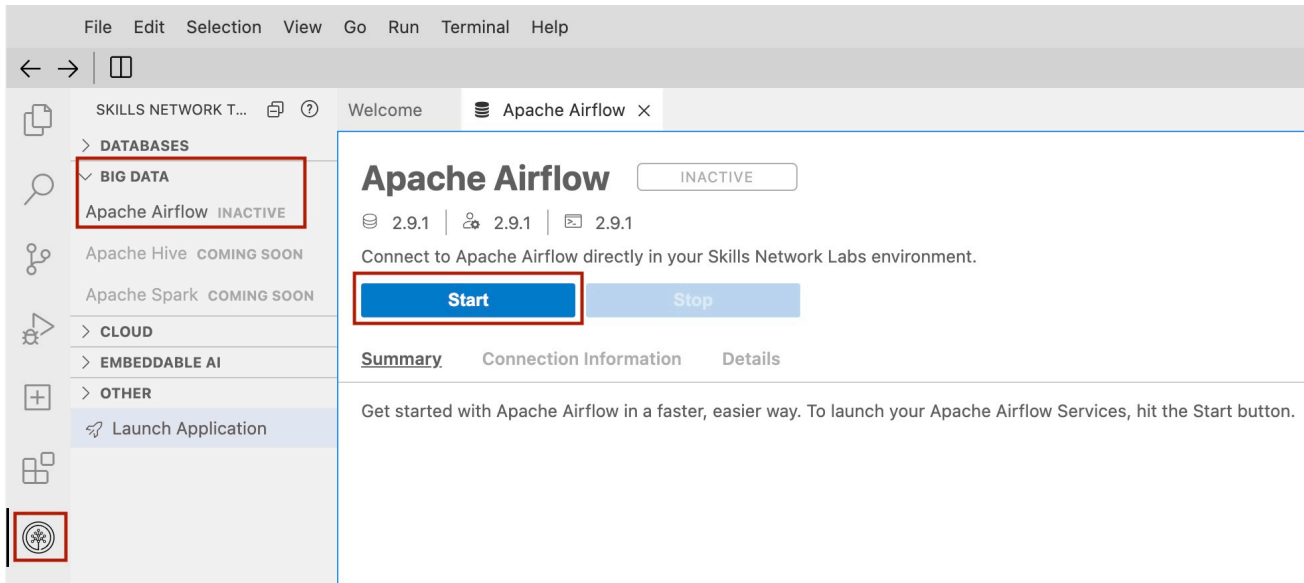 File Edit Selection View Go Run Terminal Help
SKILLS NETWORK T...
DATABASES
BIG DATA
Apache Airflow INACTIVE
Apache Hive COMING SOON
Apache Spark COMING SOON
CLOUD
EMBEDDABLE AI
OTHER
Launch Application
Welcome Apache Airflow
Apache Airflow INACTIVE
2.9.1 2.9.1 2.9.1
Connect to Apache Airflow directly in your Skills Network Labs environment.
Start Stop
Summary Connection Information Details
Get started with Apache Airflow in a faster, easier way. To launch your Apache Airflow Services, hit the Start button.